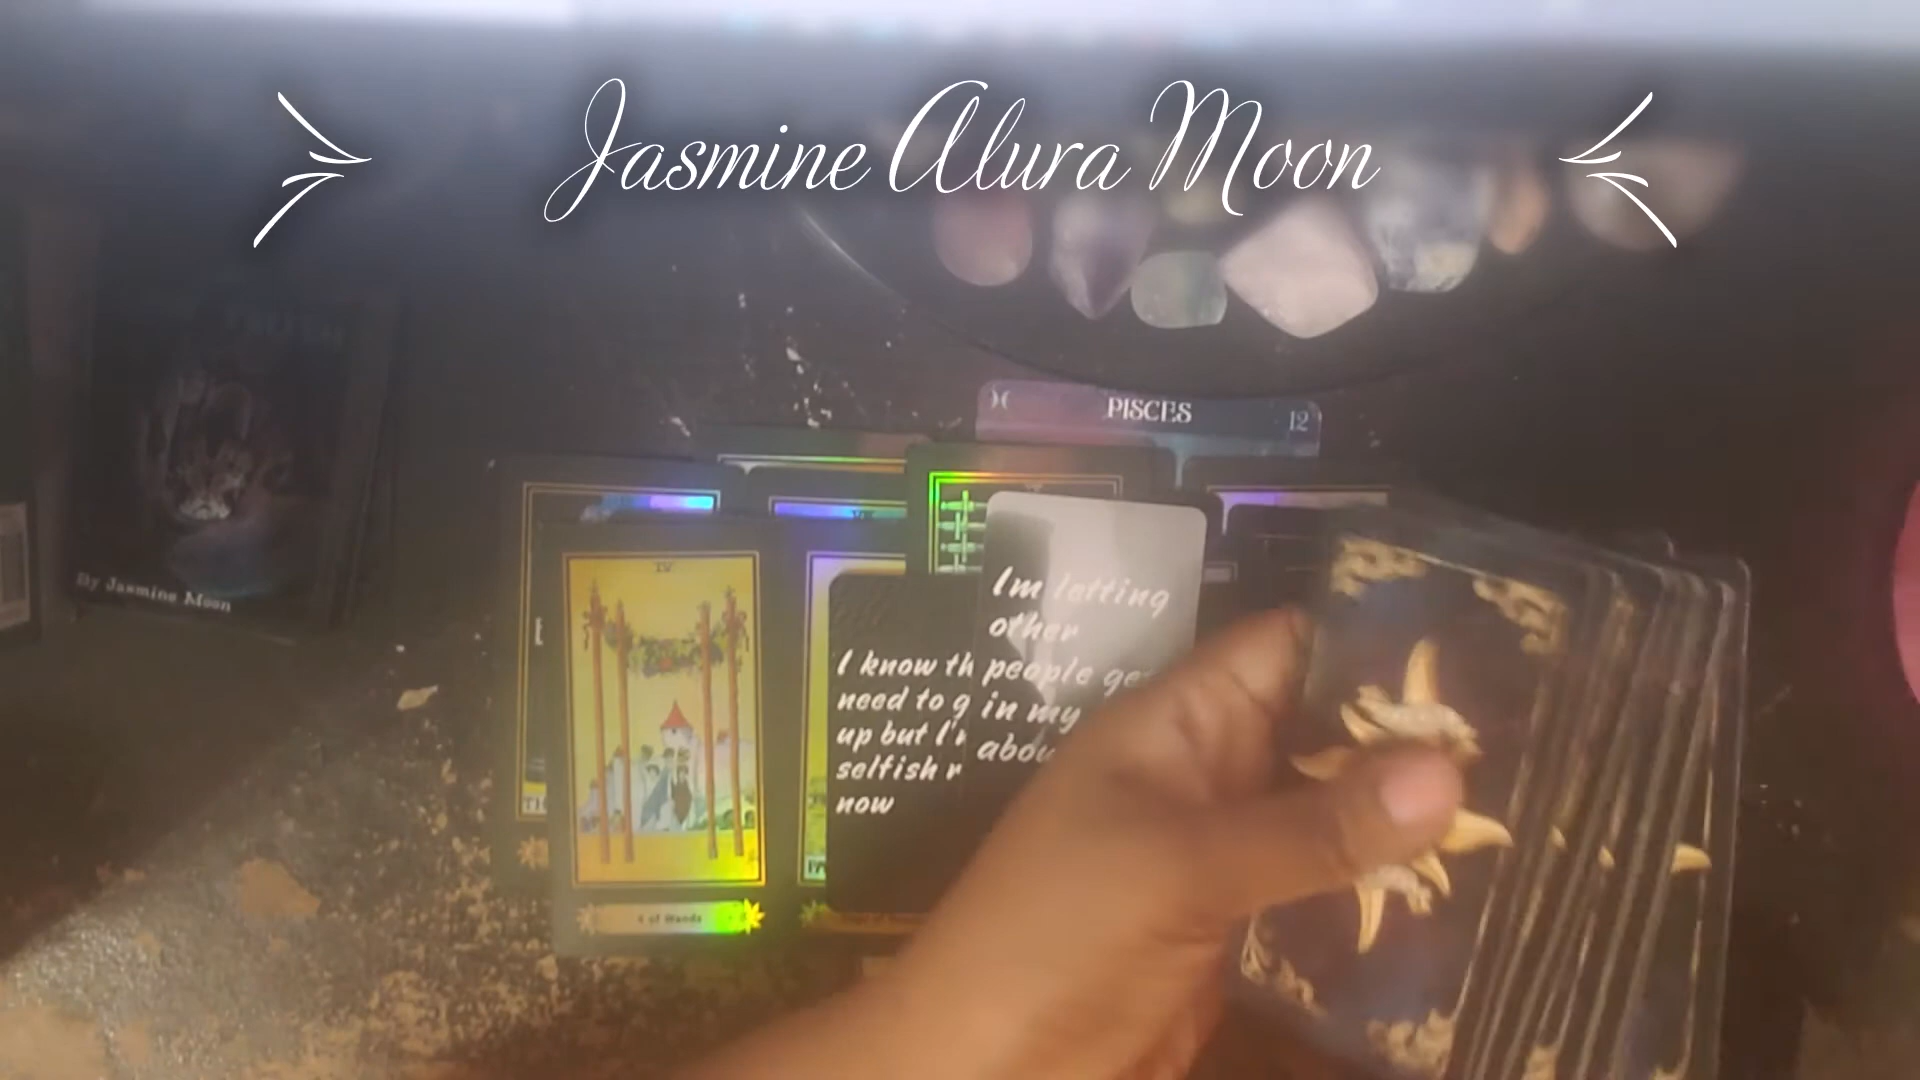 Jasmine Alura Moon
PISCES
12
By Jasmine Moon
IV
Im letting
other
people ge
in my
abou
I know th
need to g
up but I'
selfish r
now
4 of Wands